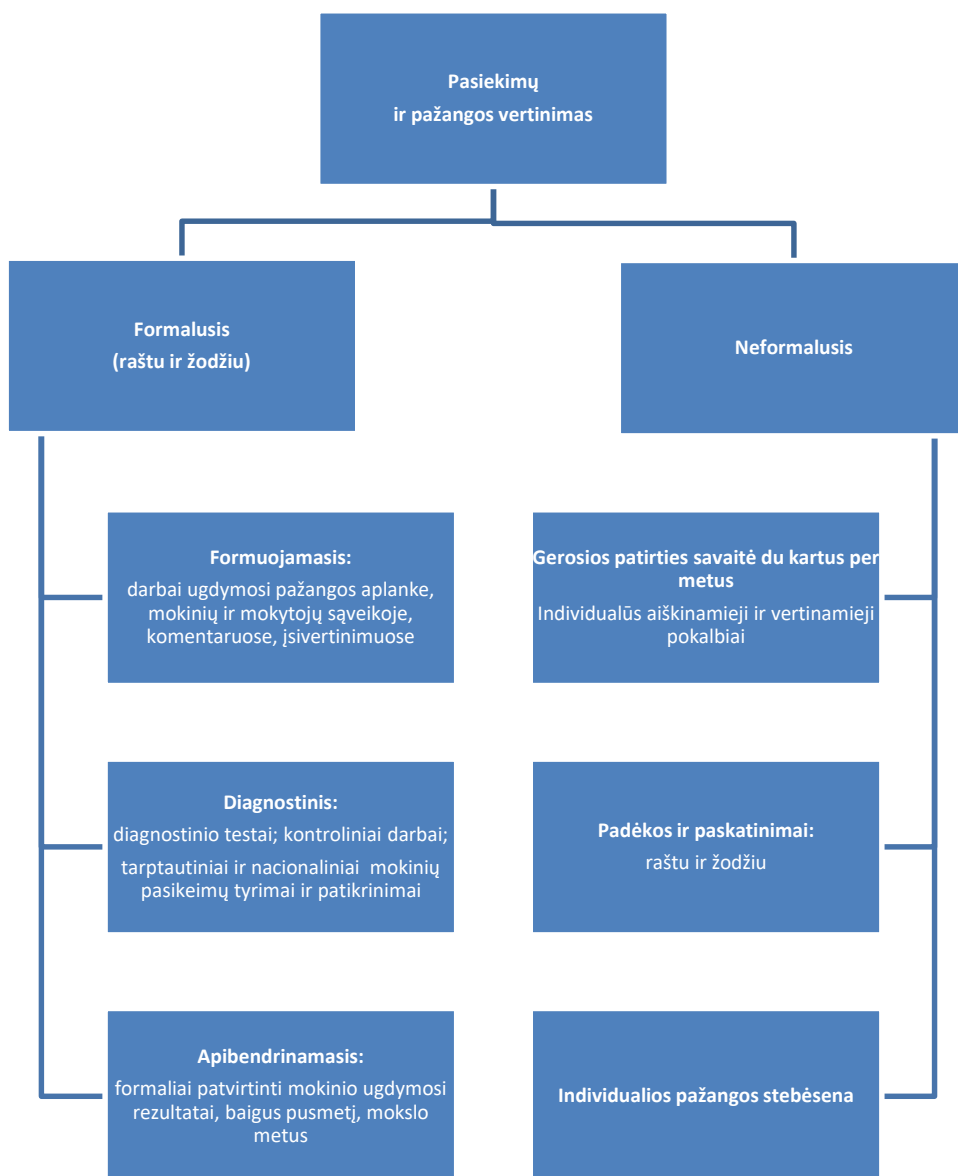 Pasiekimų
ir pažangos vertinimas
Formalusis
(raštu ir žodžiu)
Formuojamasis:
darbai ugdymosi pažangos aplanke,
mokinių ir mokytojų sąveikoje,
komentaruose, įsivertinimuose
Diagnostinis:
diagnostinio testai; kontroliniai darbai;
tarptautiniai ir nacionaliniai mokinių
pasikeimų tyrimai ir patikrinimai
Apibendrinamasis:
formaliai patvirtinti mokinio ugdymosi
rezultatai, baigus pusmetį, mokslo
metus
Neformalusis
Gerosios patirties savaitė du kartus per
metus
Individualūs aiškinamieji ir vertinamieji
pokalbiai
Padėkos ir paskatinimai:
raštu ir žodžiu
Individualios pažangos stebėsena